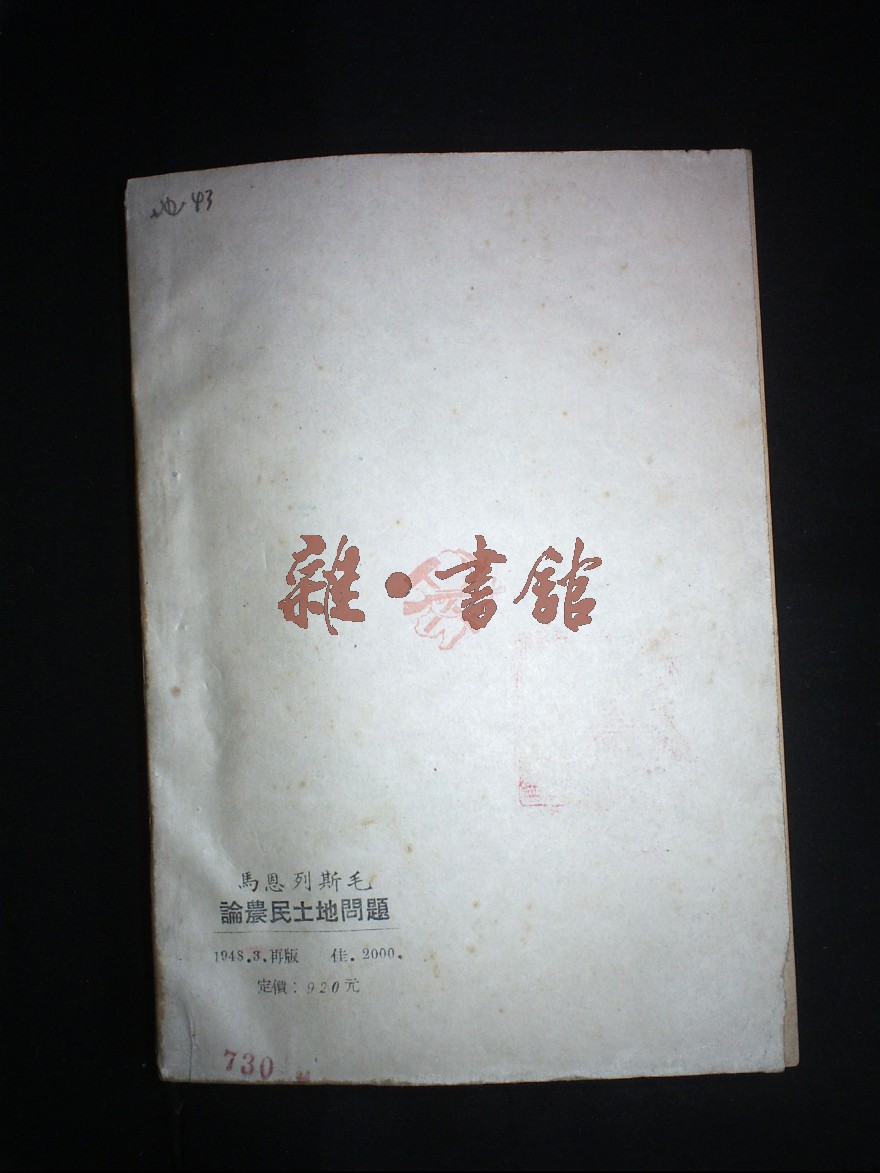 43
雜·書館
馬恩列斯毛
論農民土地問題
1948.3.再版 佳.2000.
定價:920元
730